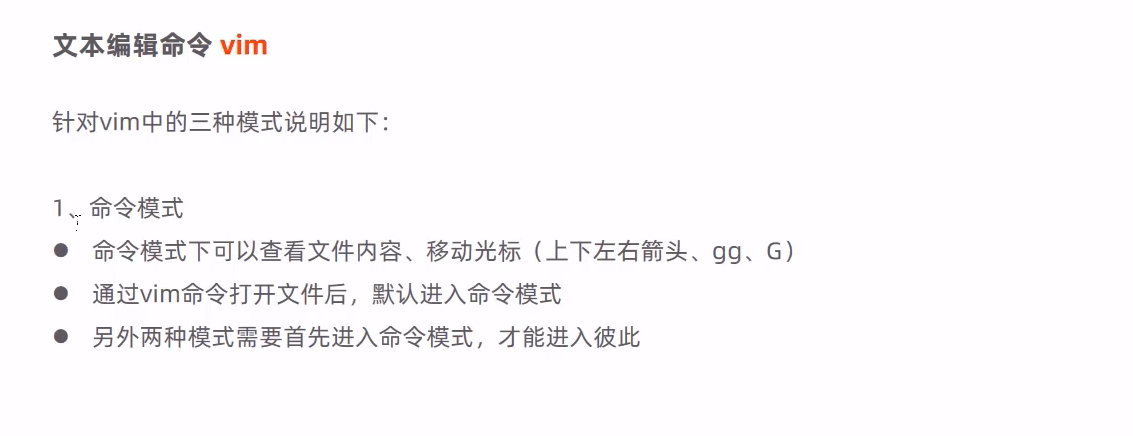 文本编辑命令 vim
针对vim中的三种模式说明如下：
1、命令模式
● 命令模式下可以查看文件内容、移动光标（上下左右箭头、gg、G）
● 通过vim命令打开文件后，默认进入命令模式
● 另外两种模式需要首先进入命令模式，才能进入彼此